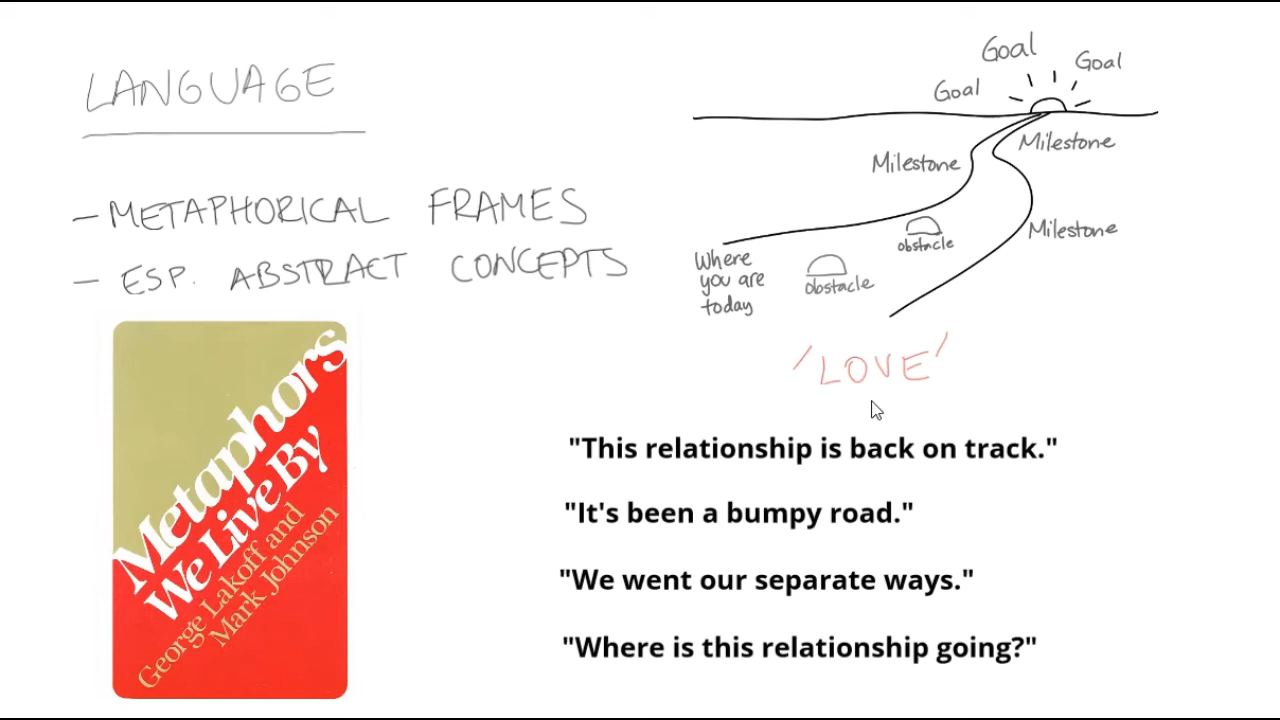 LANGUAGE
- METAPHORICAL FRAMES
- ESP. ABSTRACT CONCEPTS
Metaphors
We Live By
George Lakoff and
Mark Johnson
Goal
Goal
Goal
Milestone
Milestone
Milestone
obstacle
obstacle
Where
you are
today
'LOVE'
"This relationship is back on track."
"It's been a bumpy road."
"We went our separate ways."
"Where is this relationship going?"